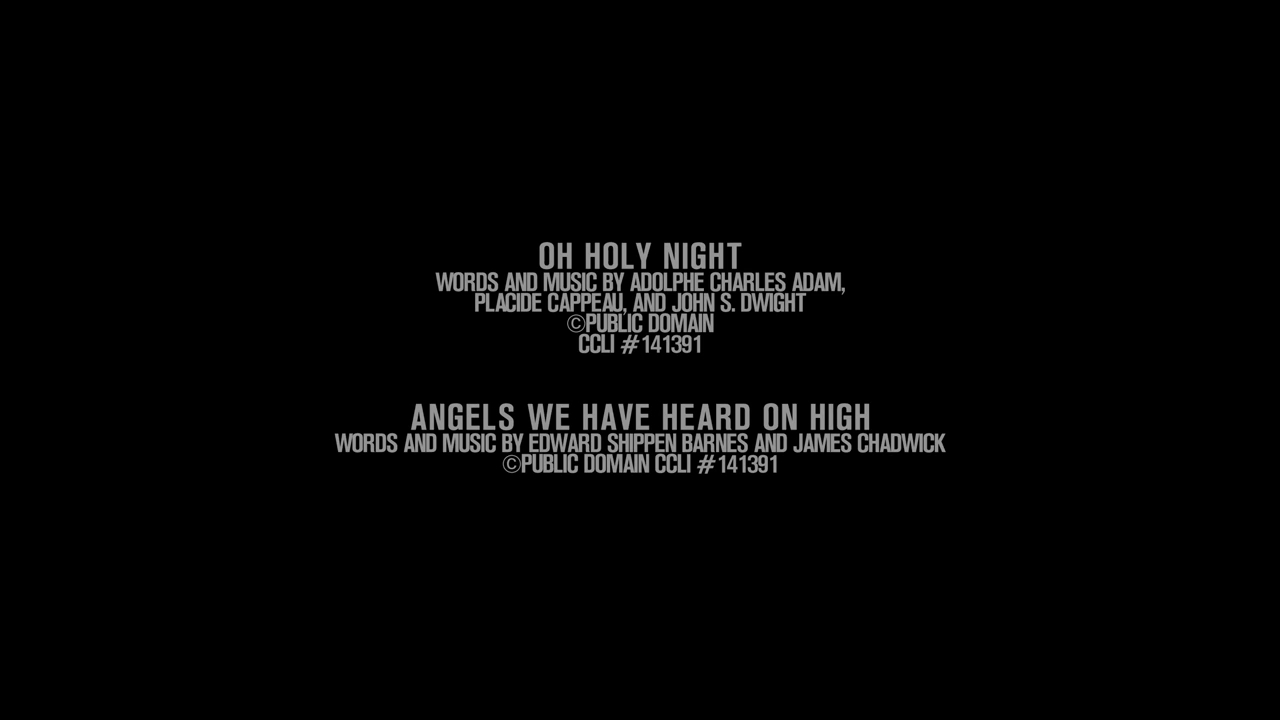 OH HOLY NIGHT
WORDS AND MUSIC BY ADOLPHE CHARLES ADAM,
PLACIDE CAPPEAU, AND JOHN S. DWIGHT
©PUBLIC DOMAIN
CCLI #141391
ANGELS WE HAVE HEARD ON HIGH
WORDS AND MUSIC BY EDWARD SHIPPEN BARNES AND JAMES CHADWICK
©PUBLIC DOMAIN CCLI #141391